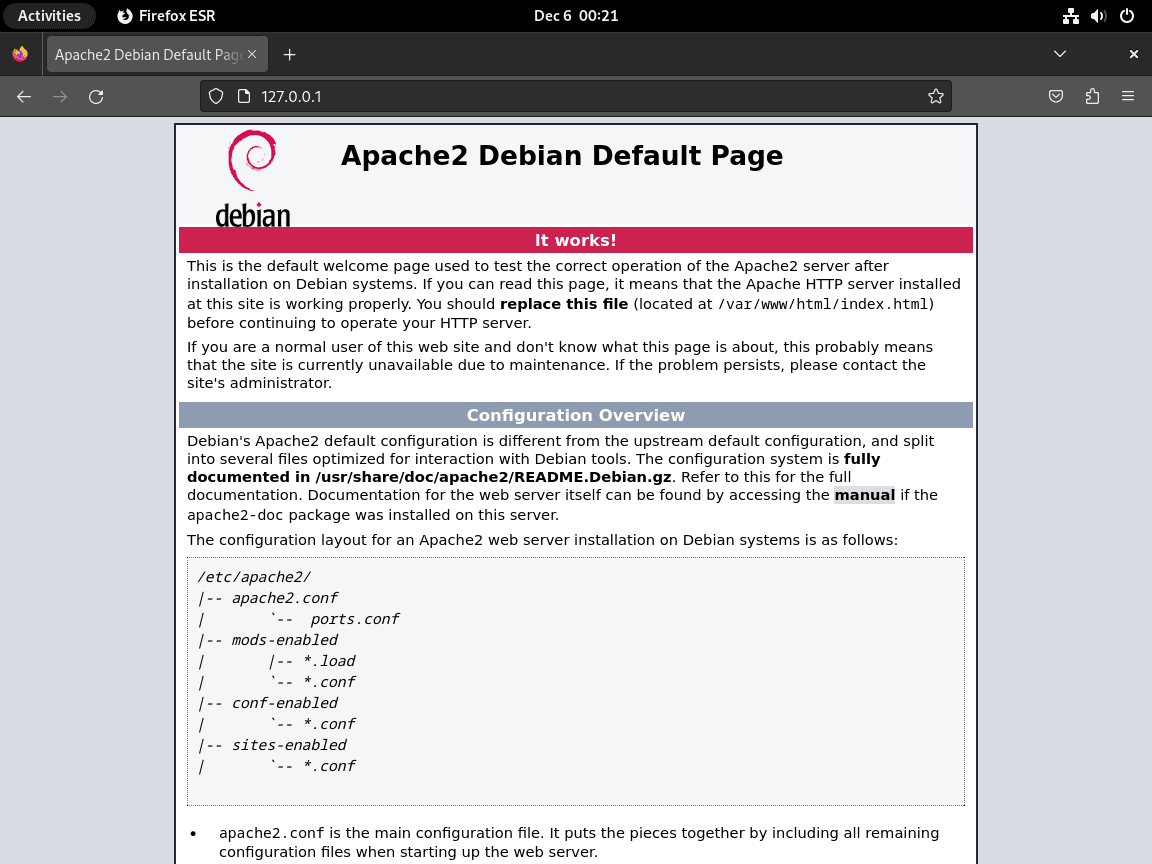 Activities
Firefox ESR
Dec 6 00:21
Apache2 Debian Default Page
127.0.0.1
debian
Apache2 Debian Default Page
It works!
This is the default welcome page used to test the correct operation of the Apache2 server after
installation on Debian systems. If you can read this page, it means that the Apache HTTP server installed
at this site is working properly. You should replace this file (located at /var/www/html/index.html)
before continuing to operate your HTTP server.
If you are a normal user of this web site and don't know what this page is about, this probably means
that the site is currently unavailable due to maintenance. If the problem persists, please contact the
site's administrator.
Configuration Overview
Debian's Apache2 default configuration is different from the upstream default configuration, and split
into several files optimized for interaction with Debian tools. The configuration system is fully
documented in /usr/share/doc/apache2/README.Debian.gz. Refer to this for the full
documentation. Documentation for the web server itself can be found by accessing the manual if the
apache2-doc package was installed on this server.
The configuration layout for an Apache2 web server installation on Debian systems is as follows:
/etc/apache2/
|-- apache2.conf
|       `--  ports.conf
|-- mods-enabled
|       |-- *.load
|       `-- *.conf
|-- conf-enabled
|       `-- *.conf
|-- sites-enabled
|       `-- *.conf
• apache2.conf is the main configuration file. It puts the pieces together by including all remaining
configuration files when starting up the web server.